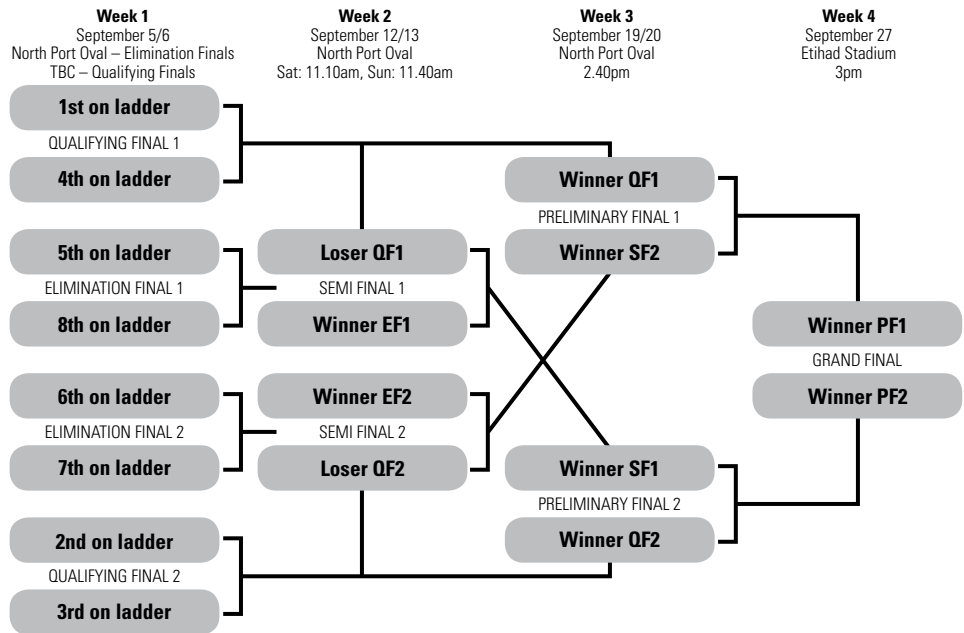 Week 1
September 5/6
North Port Oval – Elimination Finals
TBC – Qualifying Finals
Week 2
September 12/13
North Port Oval
Sat: 11.10am, Sun: 11.40am
Week 3
September 19/20
North Port Oval
2.40pm
Week 4
September 27
Etihad Stadium
3pm
1st on ladder
QUALIFYING FINAL 1
4th on ladder
5th on ladder
ELIMINATION FINAL 1
8th on ladder
6th on ladder
ELIMINATION FINAL 2
7th on ladder
2nd on ladder
QUALIFYING FINAL 2
3rd on ladder
Loser QF1
SEMI FINAL 1
Winner EF1
Winner EF2
SEMI FINAL 2
Loser QF2
Winner QF1
PRELIMINARY FINAL 1
Winner SF2
Winner SF1
PRELIMINARY FINAL 2
Winner QF2
Winner PF1
GRAND FINAL
Winner PF2